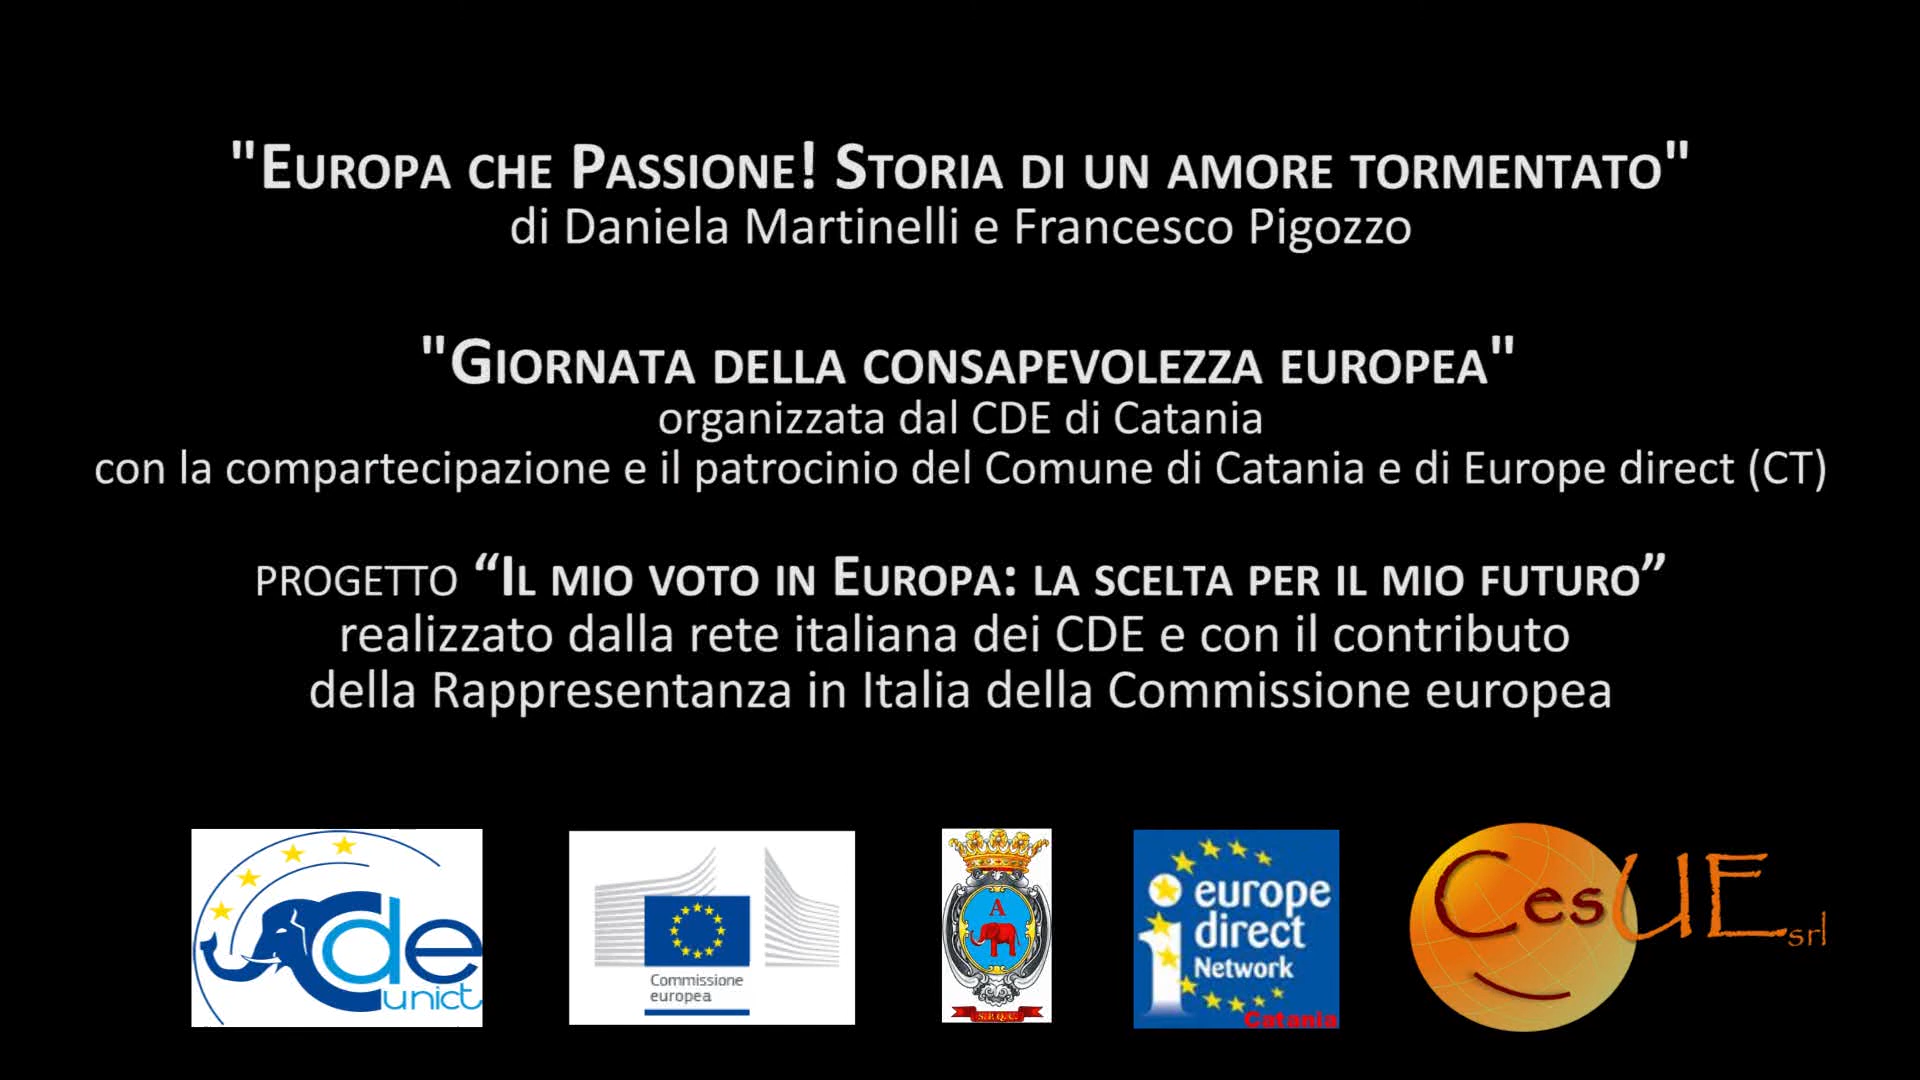 "Europa che Passione! Storia di un amore tormentato"
di Daniela Martinelli e Francesco Pigozzo
"Giornata della consapevolezza europea"
organizzata dal CDE di Catania
con la compartecipazione e il patrocinio del Comune di Catania e di Europe direct (CT)
progetto “Il mio voto in Europa: la scelta per il mio futuro”
realizzato dalla rete italiana dei CDE e con il contributo
della Rappresentanza in Italia della Commissione europea
Cde
unict
Commissione
europea
A
S.P.Q.C.
europe
direct
Network
Catania
CesUE srl